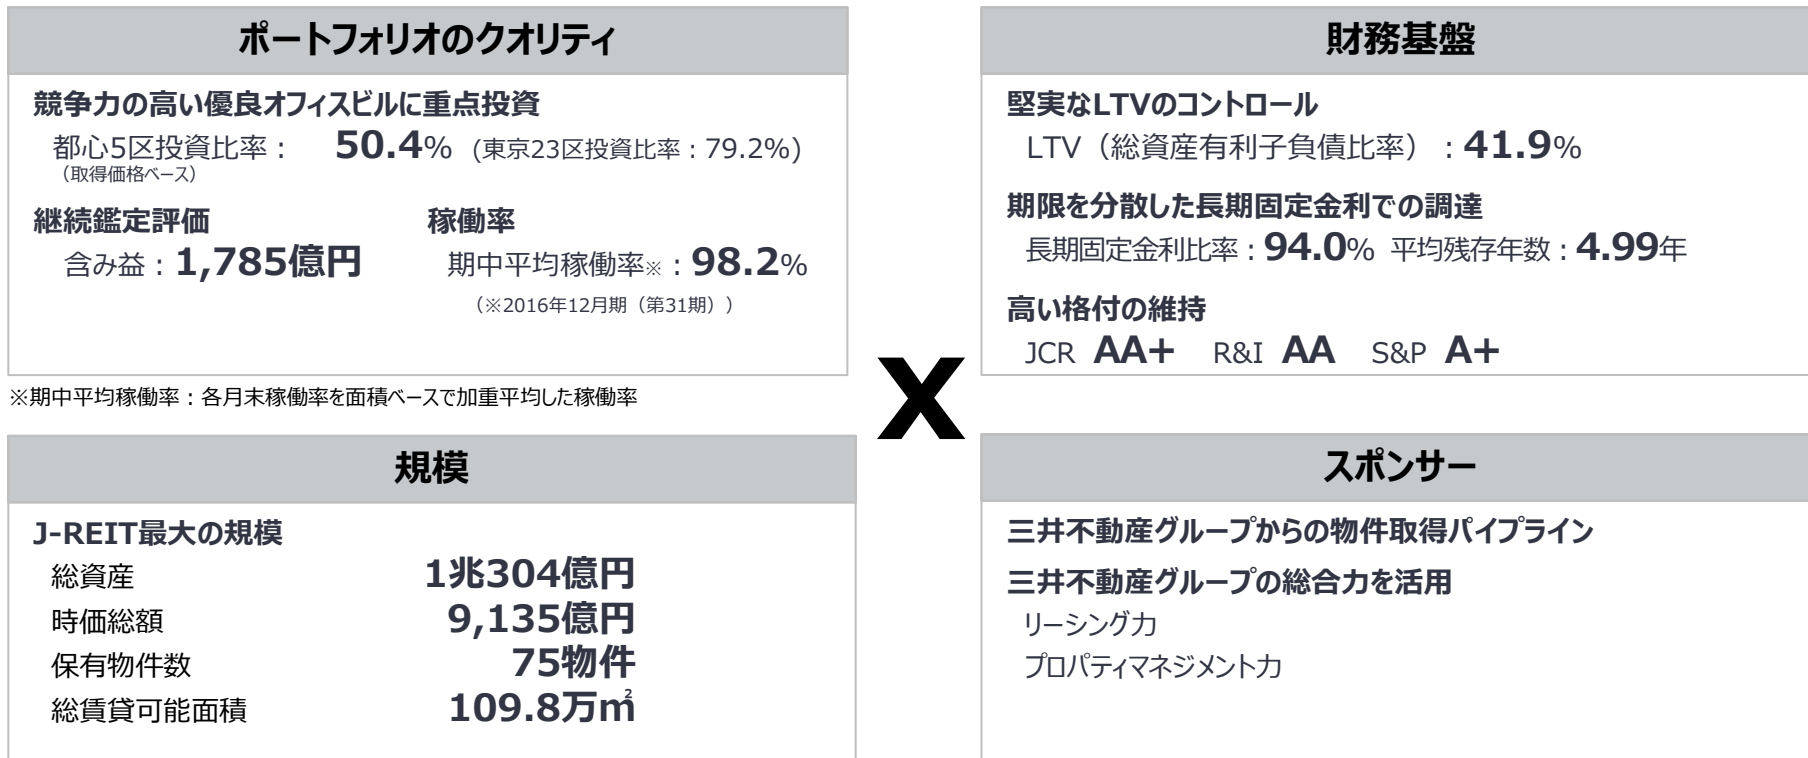 ポートフォリオのクオリティ
競争力の高い優良オフィスビルに重点投資
都心5区投資比率： 50.4% (東京23区投資比率：79.2%)
（取得価格ベース）
継続鑑定評価 稼働率
含み益：1,785億円 期中平均稼働率※：98.2%
（※2016年12月期（第31期））
※期中平均稼働率：各月末稼働率を面積ベースで加重平均した稼働率
規模
J-REIT最大の規模
総資産 1兆304億円
時価総額 9,135億円
保有物件数 75物件
総賃貸可能面積 109.8万㎡
X
財務基盤
堅実なLTVのコントロール
LTV（総資産有利子負債比率）：41.9%
期限を分散した長期固定金利での調達
長期固定金利比率：94.0% 平均残存年数：4.99年
高い格付の維持
JCR AA+ R&I AA S&P A+
スポンサー
三井不動産グループからの物件取得パイプライン
三井不動産グループの総合力を活用
リーシング力
プロパティマネジメント力